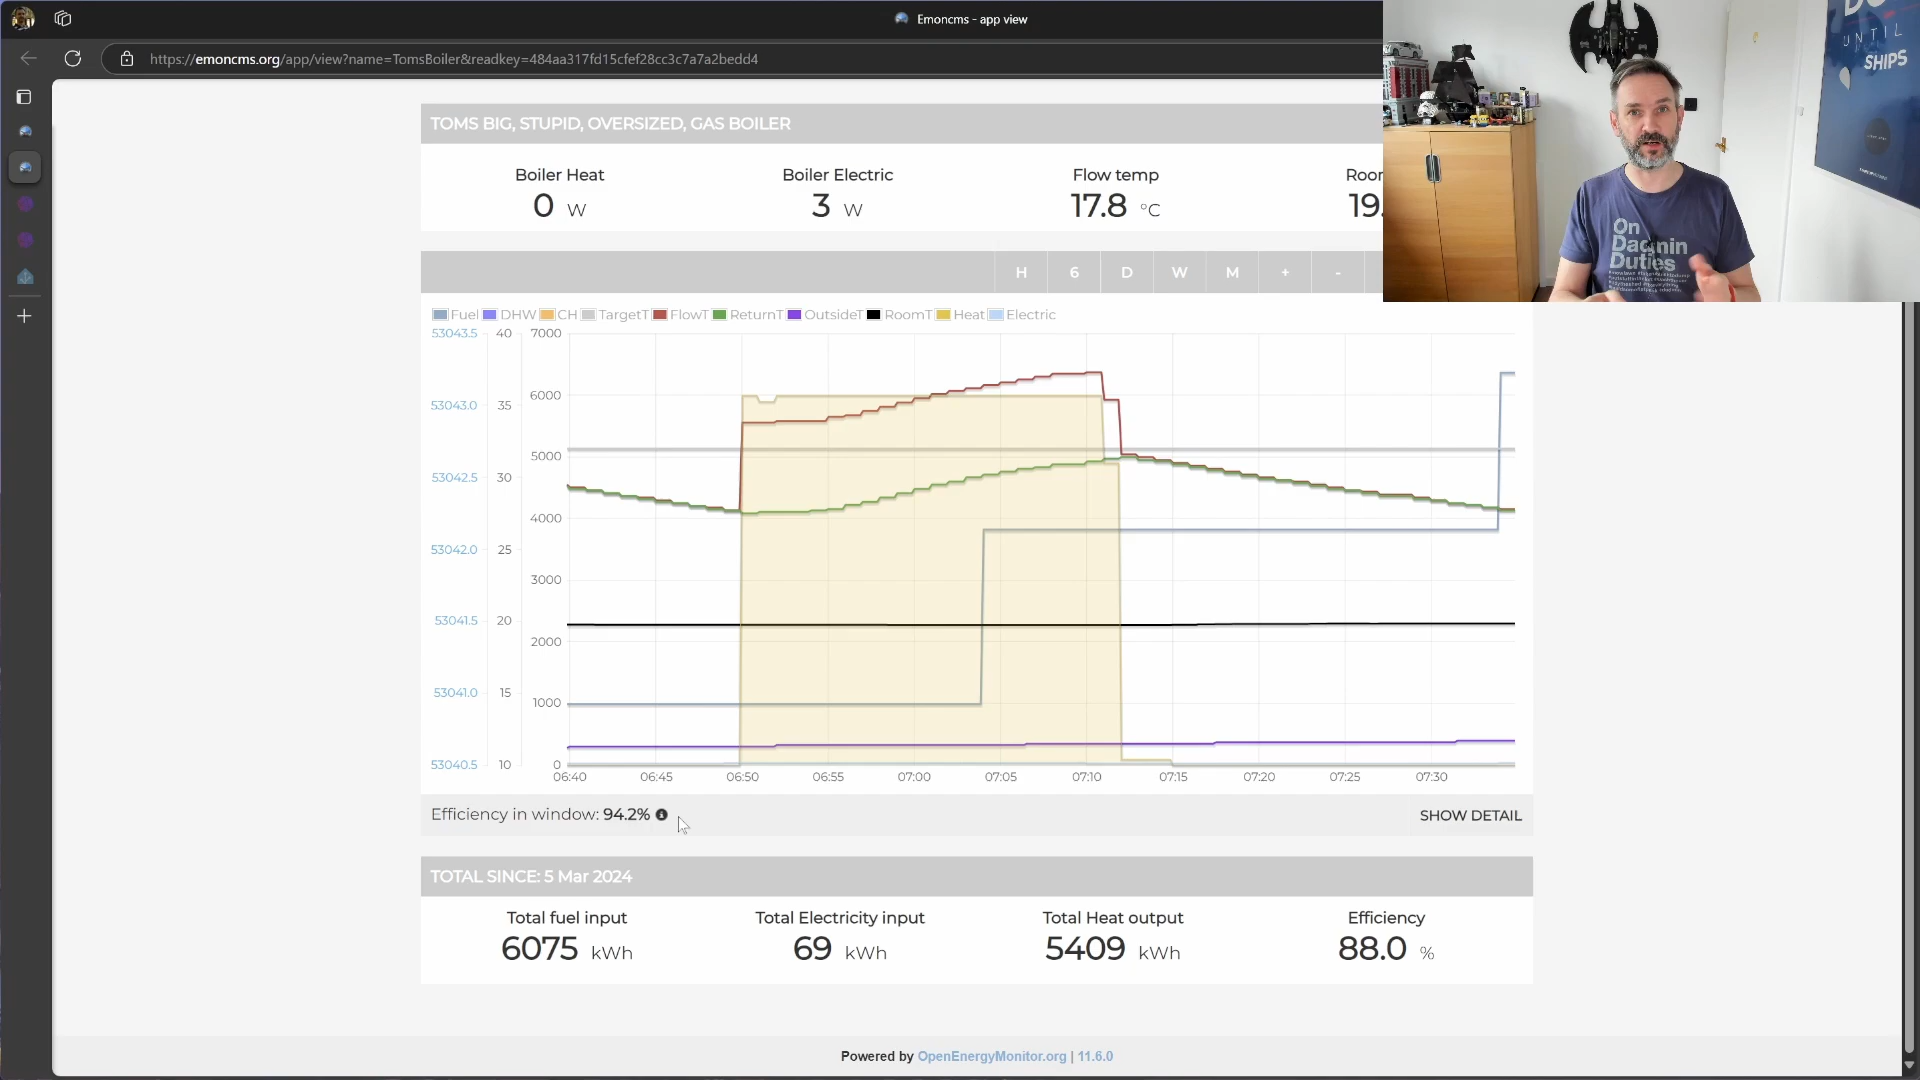 Emoncms - app view
https://emoncms.org/app/view?name=TomsBoiler&readkey=484aa317fd15cfef28cc3c7a7a2bedd4
UNTIL
SHIPS
On
Dadmin
Duties
TOMS BIG, STUPID, OVERSIZED, GAS BOILER
Boiler Heat Boiler Electric Flow temp Roor
0 W 3 W 17.8 °C 19.
H 6 D W M + -
Fuel DHW CH TargetT FlowT ReturnT OutsideT RoomT Heat Electric
53043.5 40 7000
6000
53043.0 35
5000
53042.5 30
4000
53042.0 25
3000
53041.5 20
2000
53041.0 15
1000
53040.5 10 0
06:40 06:45 06:50 06:55 07:00 07:05 07:10 07:15 07:20 07:25 07:30
Efficiency in window: 94.2% SHOW DETAIL
TOTAL SINCE: 5 Mar 2024
Total fuel input Total Electricity input Total Heat output Efficiency
6075 kWh 69 kWh 5409 kWh 88.0 %
Powered by OpenEnergyMonitor.org | 11.6.0